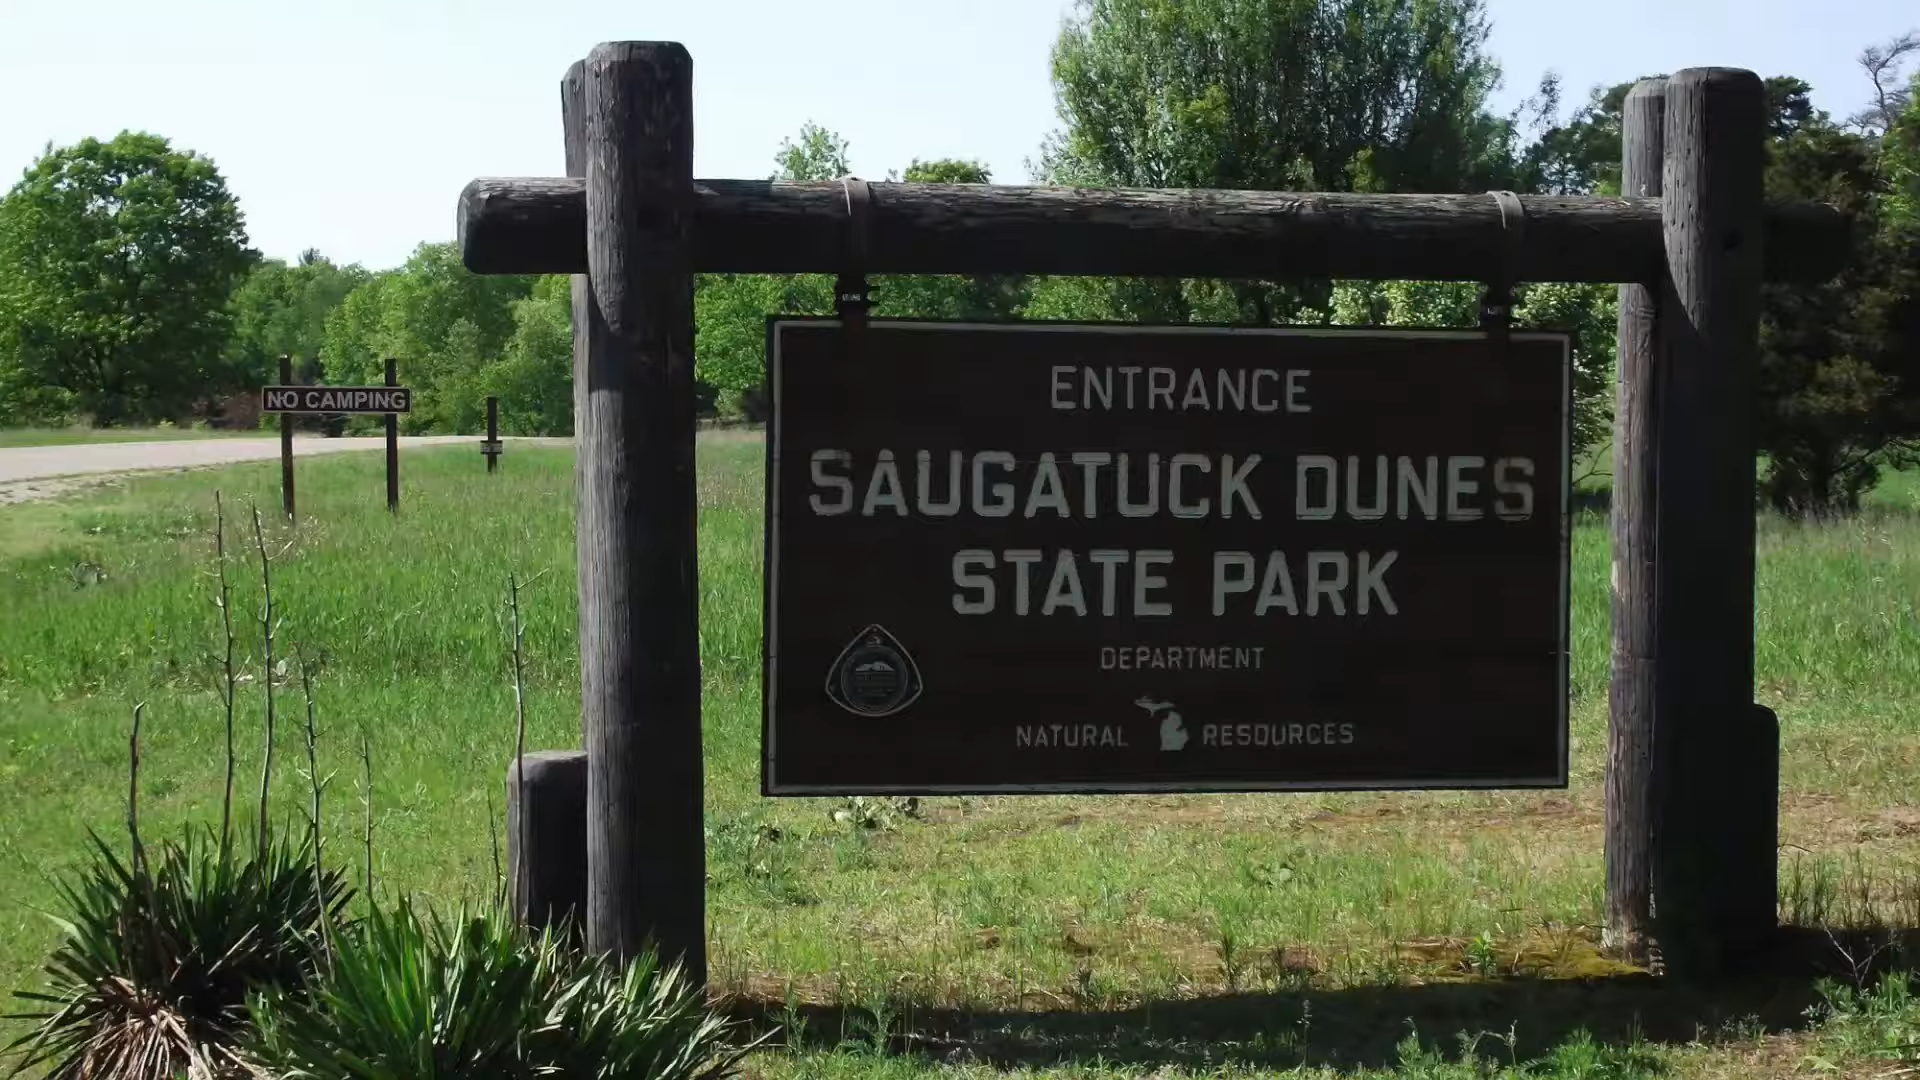 NO CAMPING
ENTRANCE
SAUGATUCK DUNES
STATE PARK
DEPARTMENT
NATURAL RESOURCES